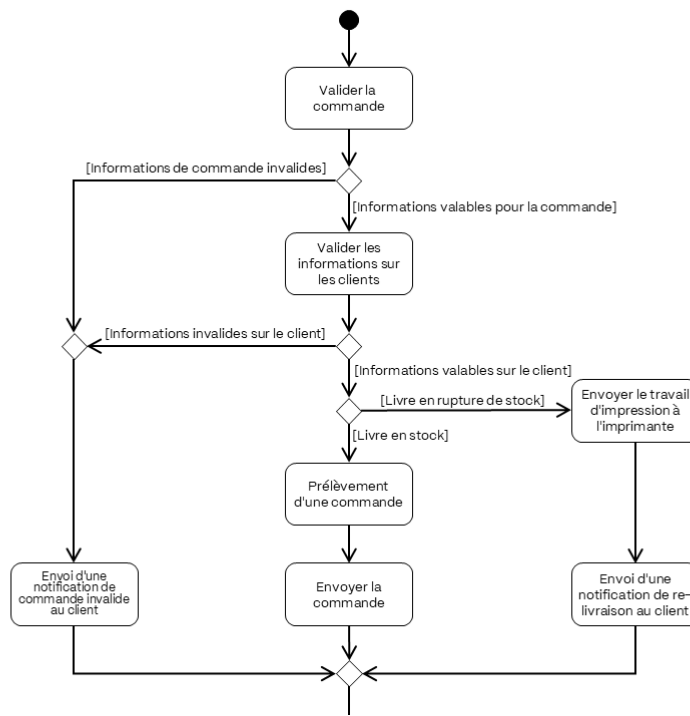 Valider la
commande
[Informations de commande invalides]
[Informations valables pour la commande]
Valider les
informations sur
les clients
[Informations invalides sur le client]
[Informations valables sur le client]
[Livre en rupture de stock]
Envoyer le travail
d'impression à
l'imprimante
[Livre en stock]
Prélèvement
d'une commande
Envoi d'une
notification de
commande invalide
au client
Envoyer la
commande
Envoi d'une
notification de re-
livraison au client